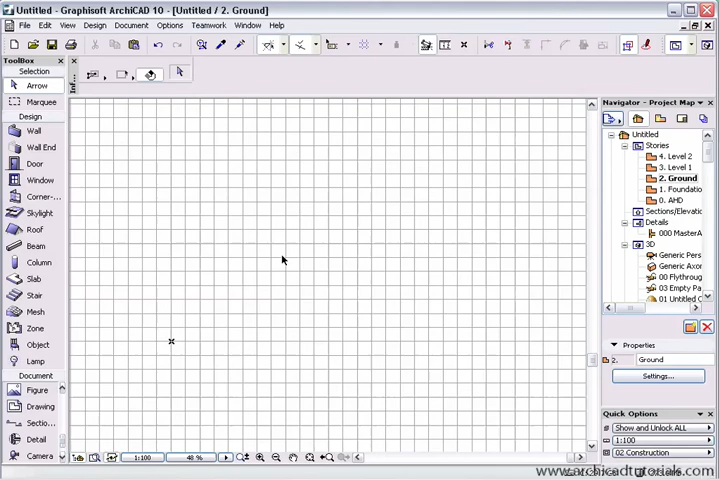 Untitled - Graphisoft ArchiCAD 10 - [Untitled / 2. Ground]
File Edit View Design Document Options Teamwork Window Help
ToolBox
Selection
Arrow
Marquee
Design
Wall
Wall End
Door
Window
Corner-...
Skylight
Roof
Beam
Column
Slab
Stair
Mesh
Zone
Object
Lamp
Document
Figure
Drawing
Sectio...
Detail
Camera
1:100
48 %
Navigator - Project Map
Untitled
Stories
4. Level 2
3. Level 1
2. Ground
1. Foundatio
0. AHD
Sections/Elevatio
Details
000 MasterA
3D
Generic Pers
Generic Axon
00 Flythroug
03 Empty Pa
01 Untitled C
Properties
2. Ground
Settings...
Quick Options
Show and Unlock ALL
1:100
02 Construction
www.archicadtutorials.com